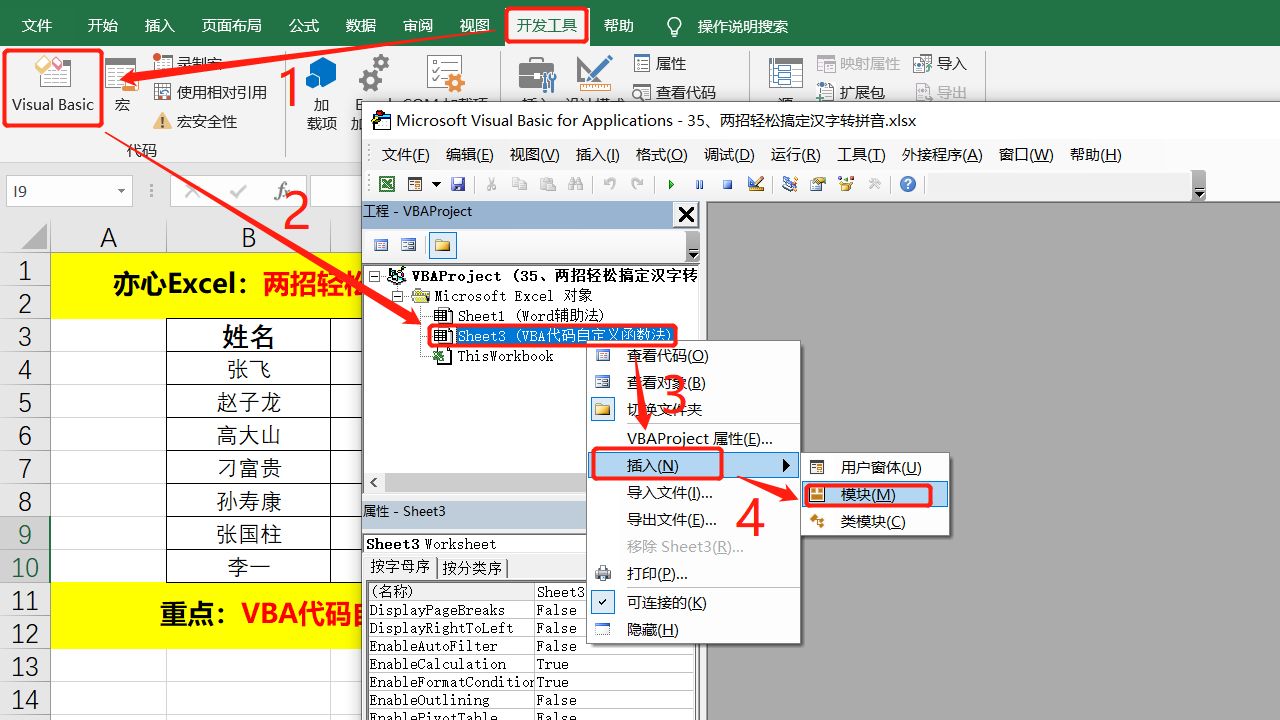 文件 开始 插入 页面布局 公式 数据 审阅 视图 开发工具 帮助 操作说明搜索
录制宏 属性 映射属性 导入
使用相对引用 查看代码 扩展包 导出
Visual Basic 宏 宏安全性 加载项
代码
1
Microsoft Visual Basic for Applications - 35、两招轻松搞定汉字转拼音.xlsx
文件(F) 编辑(E) 视图(V) 插入(I) 格式(O) 调试(D) 运行(R) 工具(T) 外接程序(A) 窗口(W) 帮助(H)
I9 fx
2
工程 - VBAProject
VBAProject (35、两招轻松搞定汉字转
Microsoft Excel 对象
Sheet1 (Word辅助法)
Sheet3 (VBA代码自定义函数法)
ThisWorkbook
A B
1
2
3
4
5
6
7
8
9
10
11
12
13
14
亦心Excel：两招轻松
姓名
张飞
赵子龙
高大山
刁富贵
孙寿康
张国柱
李一
重点：VBA代码
查看代码(O)
查看对象(B)
切换文件夹
3
VBAProject 属性(E)...
插入(N)
导入文件(I)...
导出文件(E)...
移除 Sheet3(R)...
打印(P)...
可连接的(K)
隐藏(H)
4
用户窗体(U)
模块(M)
类模块(C)
属性 - Sheet3
Sheet3 Worksheet
按字母序 按分类序
(名称) Sheet3
DisplayPageBreaks False
DisplayRightToLeft False
EnableAutoFilter False
EnableCalculation True
EnableFormatCondition True
EnableOutlining False
EnablePivotTable False